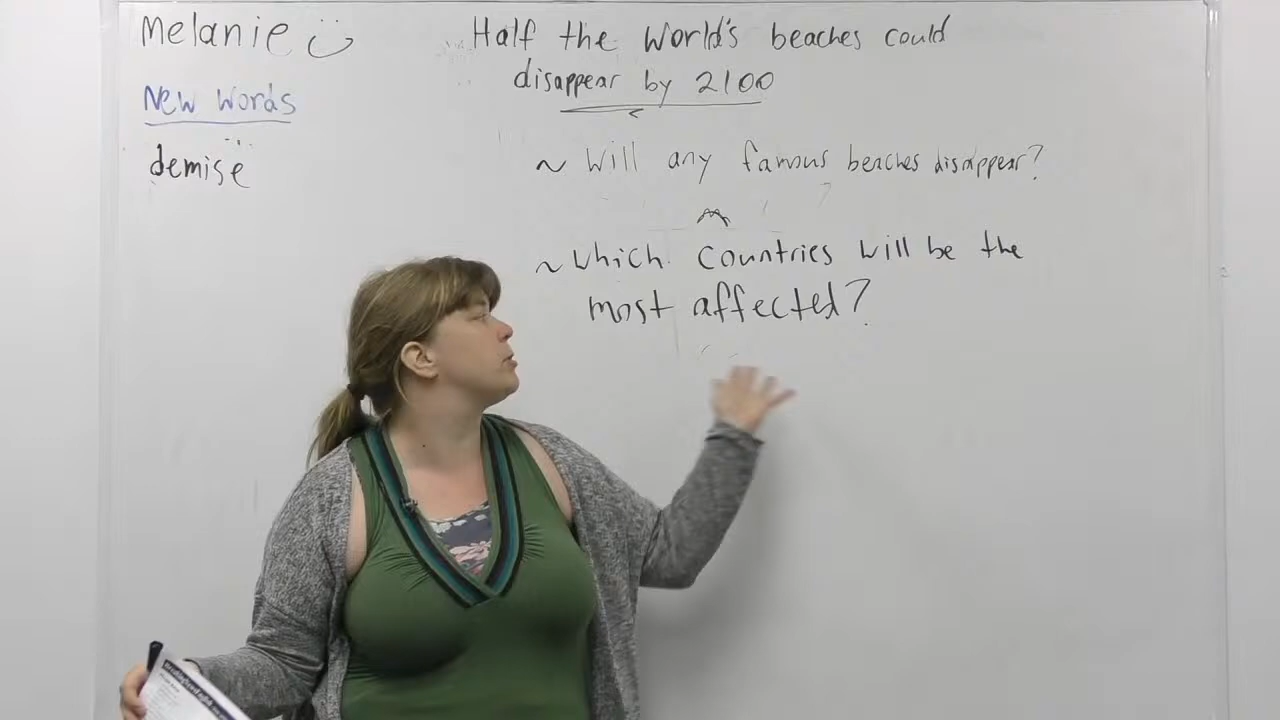 Melanie
New Words
demise
Half the World's beaches could
disappear by 2100
~ Will any famous beaches disappear?
~ Which Countries will be the
most affected?